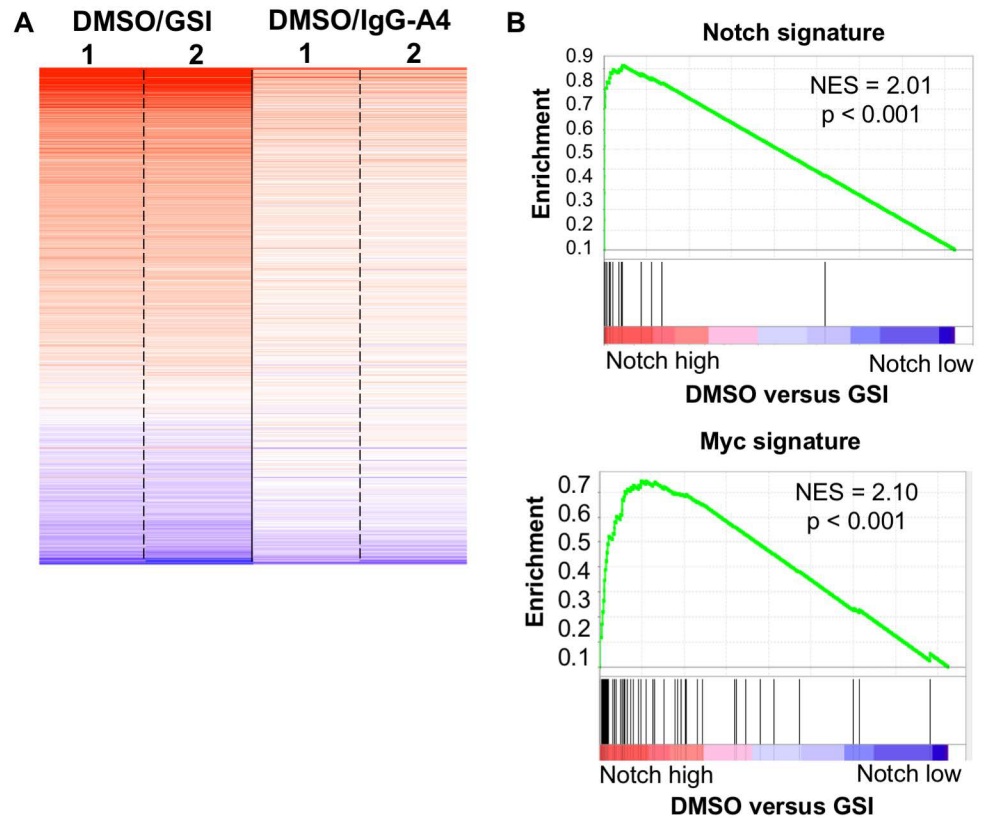 A
DMSO/GSI
DMSO/IgG-A4
1
2
1
2
B
Notch signature
NES = 2.01
p < 0.001
Enrichment
0.9
0.8
0.7
0.6
0.5
0.4
0.3
0.2
0.1
Notch high
Notch low
DMSO versus GSI
Myc signature
NES = 2.10
p < 0.001
Enrichment
0.7
0.6
0.5
0.4
0.3
0.2
0.1
Notch high
Notch low
DMSO versus GSI